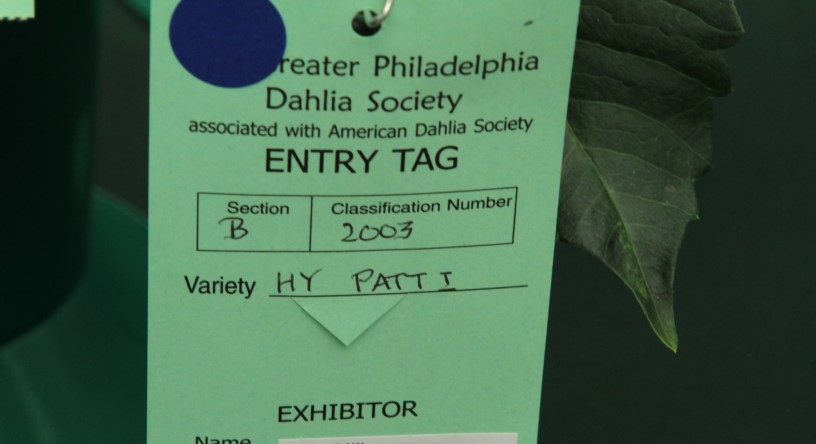 reater Philadelphia
Dahlia Society
associated with American Dahlia Society
ENTRY TAG
Section Classification Number
B 2003
Variety HY PATTI
EXHIBITOR
Name